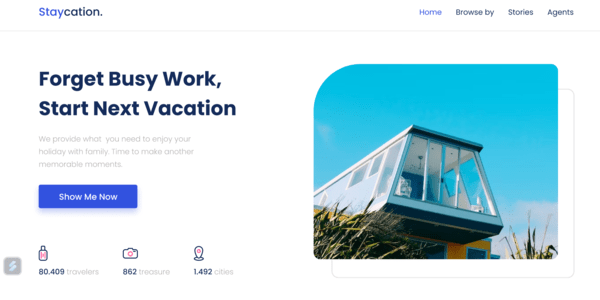 Staycation.
Home Browse by Stories Agents
Forget Busy Work,
Start Next Vacation
We provide what you need to enjoy your
holiday with family. Time to make another
memorable moments.
Show Me Now
80.409 travelers 862 treasure 1.492 cities